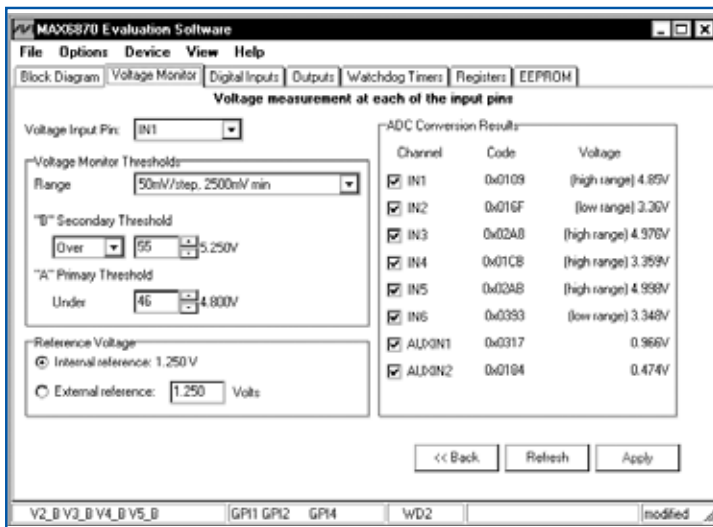 MAX6870 Evaluation Software
File Options Device View Help
Block Diagram Voltage Monitor Digital Inputs Outputs Watchdog Timers Registers EEPROM
Voltage measurement at each of the input pins
Voltage Input Pin: IN1
Voltage Monitor Thresholds
Range 50mV/step, 2500mV min
"B" Secondary Threshold
Over 55 5.250V
"A" Primary Threshold
Under 46 4.800V
Reference Voltage
Internal reference: 1.250 V
External reference: 1.250 Volts
ADC Conversion Results
Channel Code Voltage
IN1 0x0109 (high range) 4.85V
IN2 0x016F (low range) 3.36V
IN3 0x02A8 (high range) 4.976V
IN4 0x01CB (high range) 3.359V
IN5 0x02AB (high range) 4.998V
IN6 0x0393 (low range) 3.348V
AUXIN1 0x0317 0.966V
AUXIN2 0x0184 0.474V
<< Back Refresh Apply
V2_B V3_B V4_B V5_B GPI1 GPI2 GPI4 WD2 modified